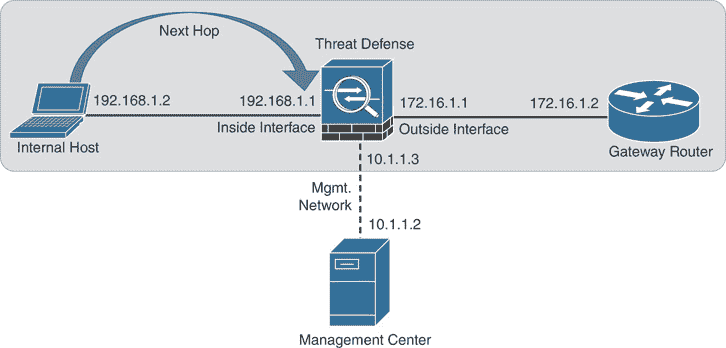 Next Hop
Threat Defense
192.168.1.2
192.168.1.1
172.16.1.1
172.16.1.2
Inside Interface
Outside Interface
Internal Host
Gateway Router
10.1.1.3
Mgmt.
Network
10.1.1.2
Management Center